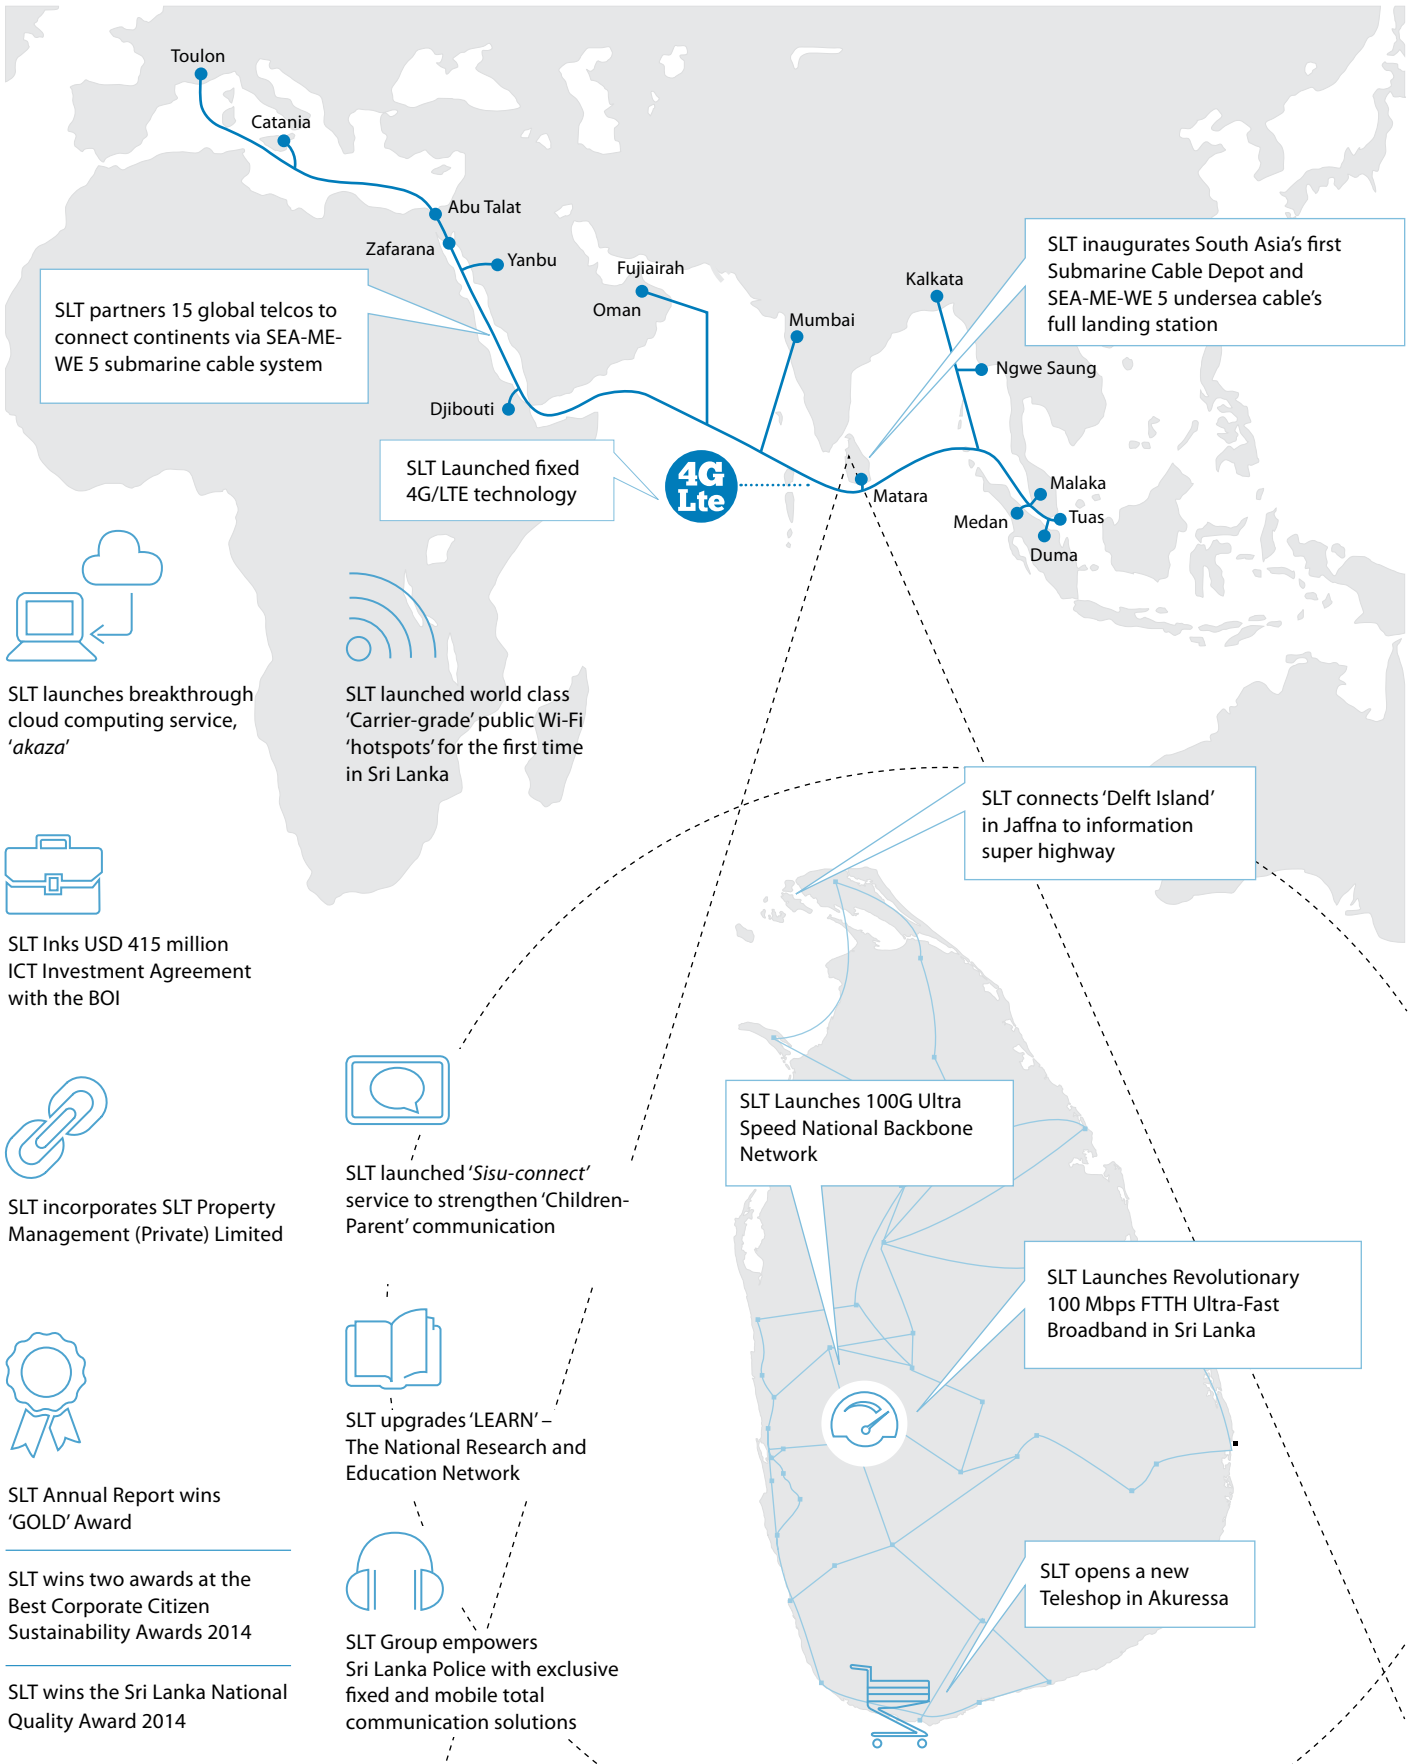 Toulon
Catania
Abu Talat
Zafarana
Yanbu
Fujiairah
Oman
Mumbai
Kalkata
Ngwe Saung
Djibouti
Matara
Malaka
Medan
Tuas
Duma
SLT inaugurates South Asia's first
Submarine Cable Depot and
SEA-ME-WE 5 undersea cable's
full landing station
SLT partners 15 global telcos to
connect continents via SEA-ME-
WE 5 submarine cable system
SLT Launched fixed
4G/LTE technology
4G
Lte
SLT launches breakthrough
cloud computing service,
'akaza'
SLT launched world class
'Carrier-grade' public Wi-Fi
'hotspots' for the first time
in Sri Lanka
SLT connects 'Delft Island'
in Jaffna to information
super highway
SLT Inks USD 415 million
ICT Investment Agreement
with the BOI
SLT Launches 100G Ultra
Speed National Backbone
Network
SLT launched 'Sisu-connect'
service to strengthen 'Children-
Parent' communication
SLT incorporates SLT Property
Management (Private) Limited
SLT Launches Revolutionary
100 Mbps FTTH Ultra-Fast
Broadband in Sri Lanka
SLT upgrades 'LEARN' –
The National Research and
Education Network
SLT Annual Report wins
'GOLD' Award
SLT wins two awards at the
Best Corporate Citizen
Sustainability Awards 2014
SLT opens a new
Teleshop in Akuressa
SLT Group empowers
Sri Lanka Police with exclusive
fixed and mobile total
communication solutions
SLT wins the Sri Lanka National
Quality Award 2014